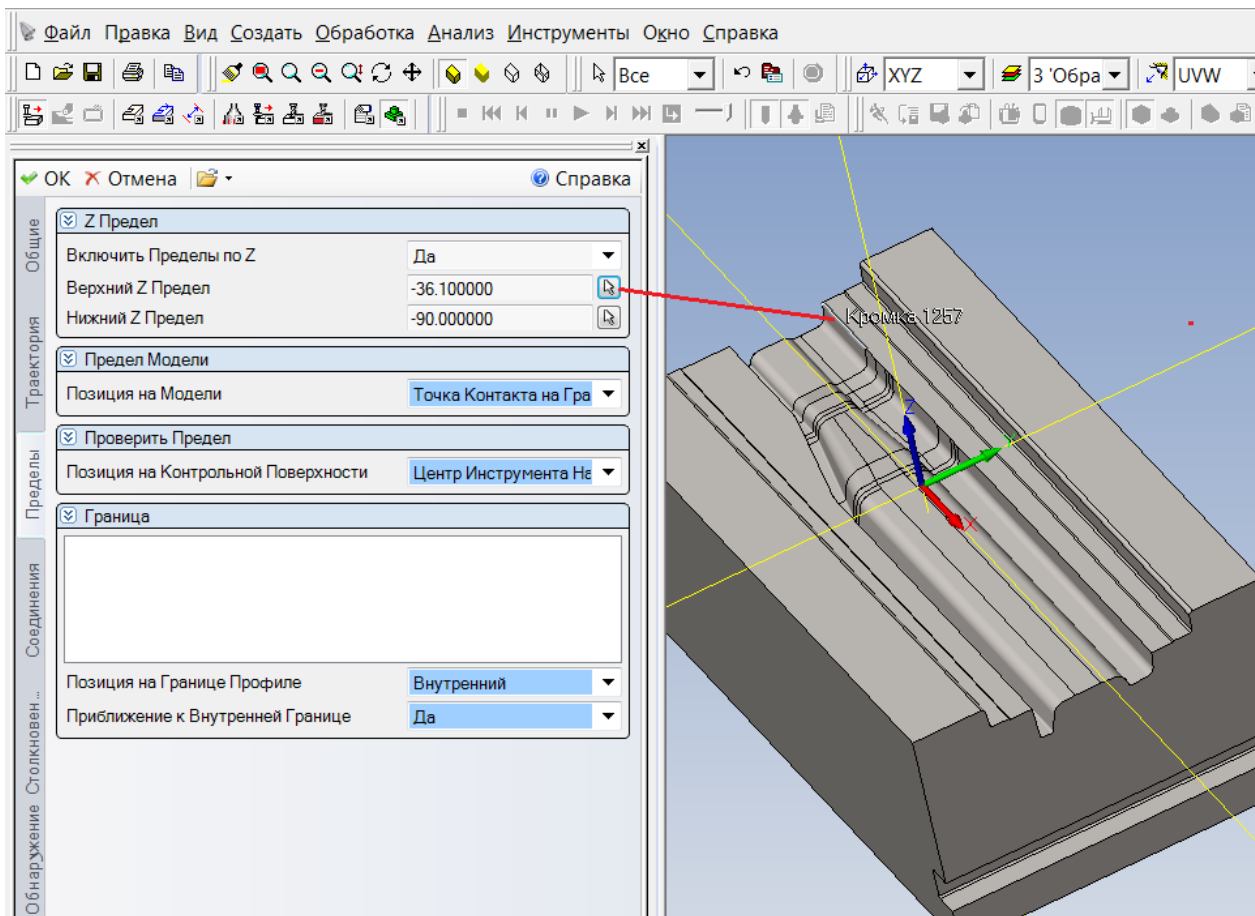 Файл Правка Вид Создать Обработка Анализ Инструменты Окно Справка
Все XYZ 3 'Обра UVW
OK Отмена Справка
Общие
Траектория
Пределы
Соединения
Обнаружение Столкновен ...
Z Предел
Включить Пределы по Z Да
Верхний Z Предел -36.100000
Нижний Z Предел -90.000000
Предел Модели
Позиция на Модели Точка Контакта на Гра
Проверить Предел
Позиция на Контрольной Поверхности Центр Инструмента На
Граница
Позиция на Границе Профиле Внутренний
Приближение к Внутренней Границе Да
Кромка 1257
Z
Y
X